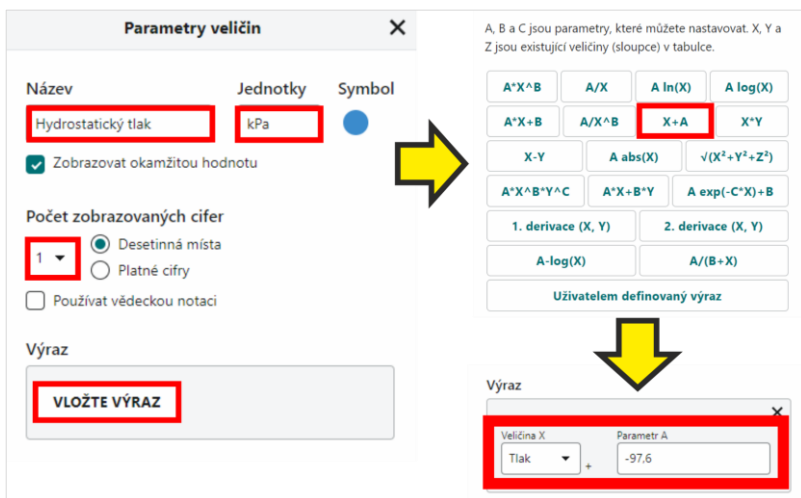 Parametry veličin
Název Jednotky Symbol
Hydrostatický tlak kPa
Zobrazovat okamžitou hodnotu
Počet zobrazovaných cifer
1
Desetinná místa
Platné cifry
Používat vědeckou notaci
Výraz
VLOŽTE VÝRAZ
A, B a C jsou parametry, které můžete nastavovat. X, Y a
Z jsou existující veličiny (sloupce) v tabulce.
A*X^B A/X A ln(X) A log(X)
A*X+B A/X^B X+A X*Y
X-Y A abs(X) √(X²+Y²+Z²)
A*X^B*Y^C A*X+B*Y A exp(-C*X)+B
1. derivace (X, Y) 2. derivace (X, Y)
A-log(X) A/(B+X)
Uživatelem definovaný výraz
Výraz
Veličina X Parametr A
Tlak + -97,6